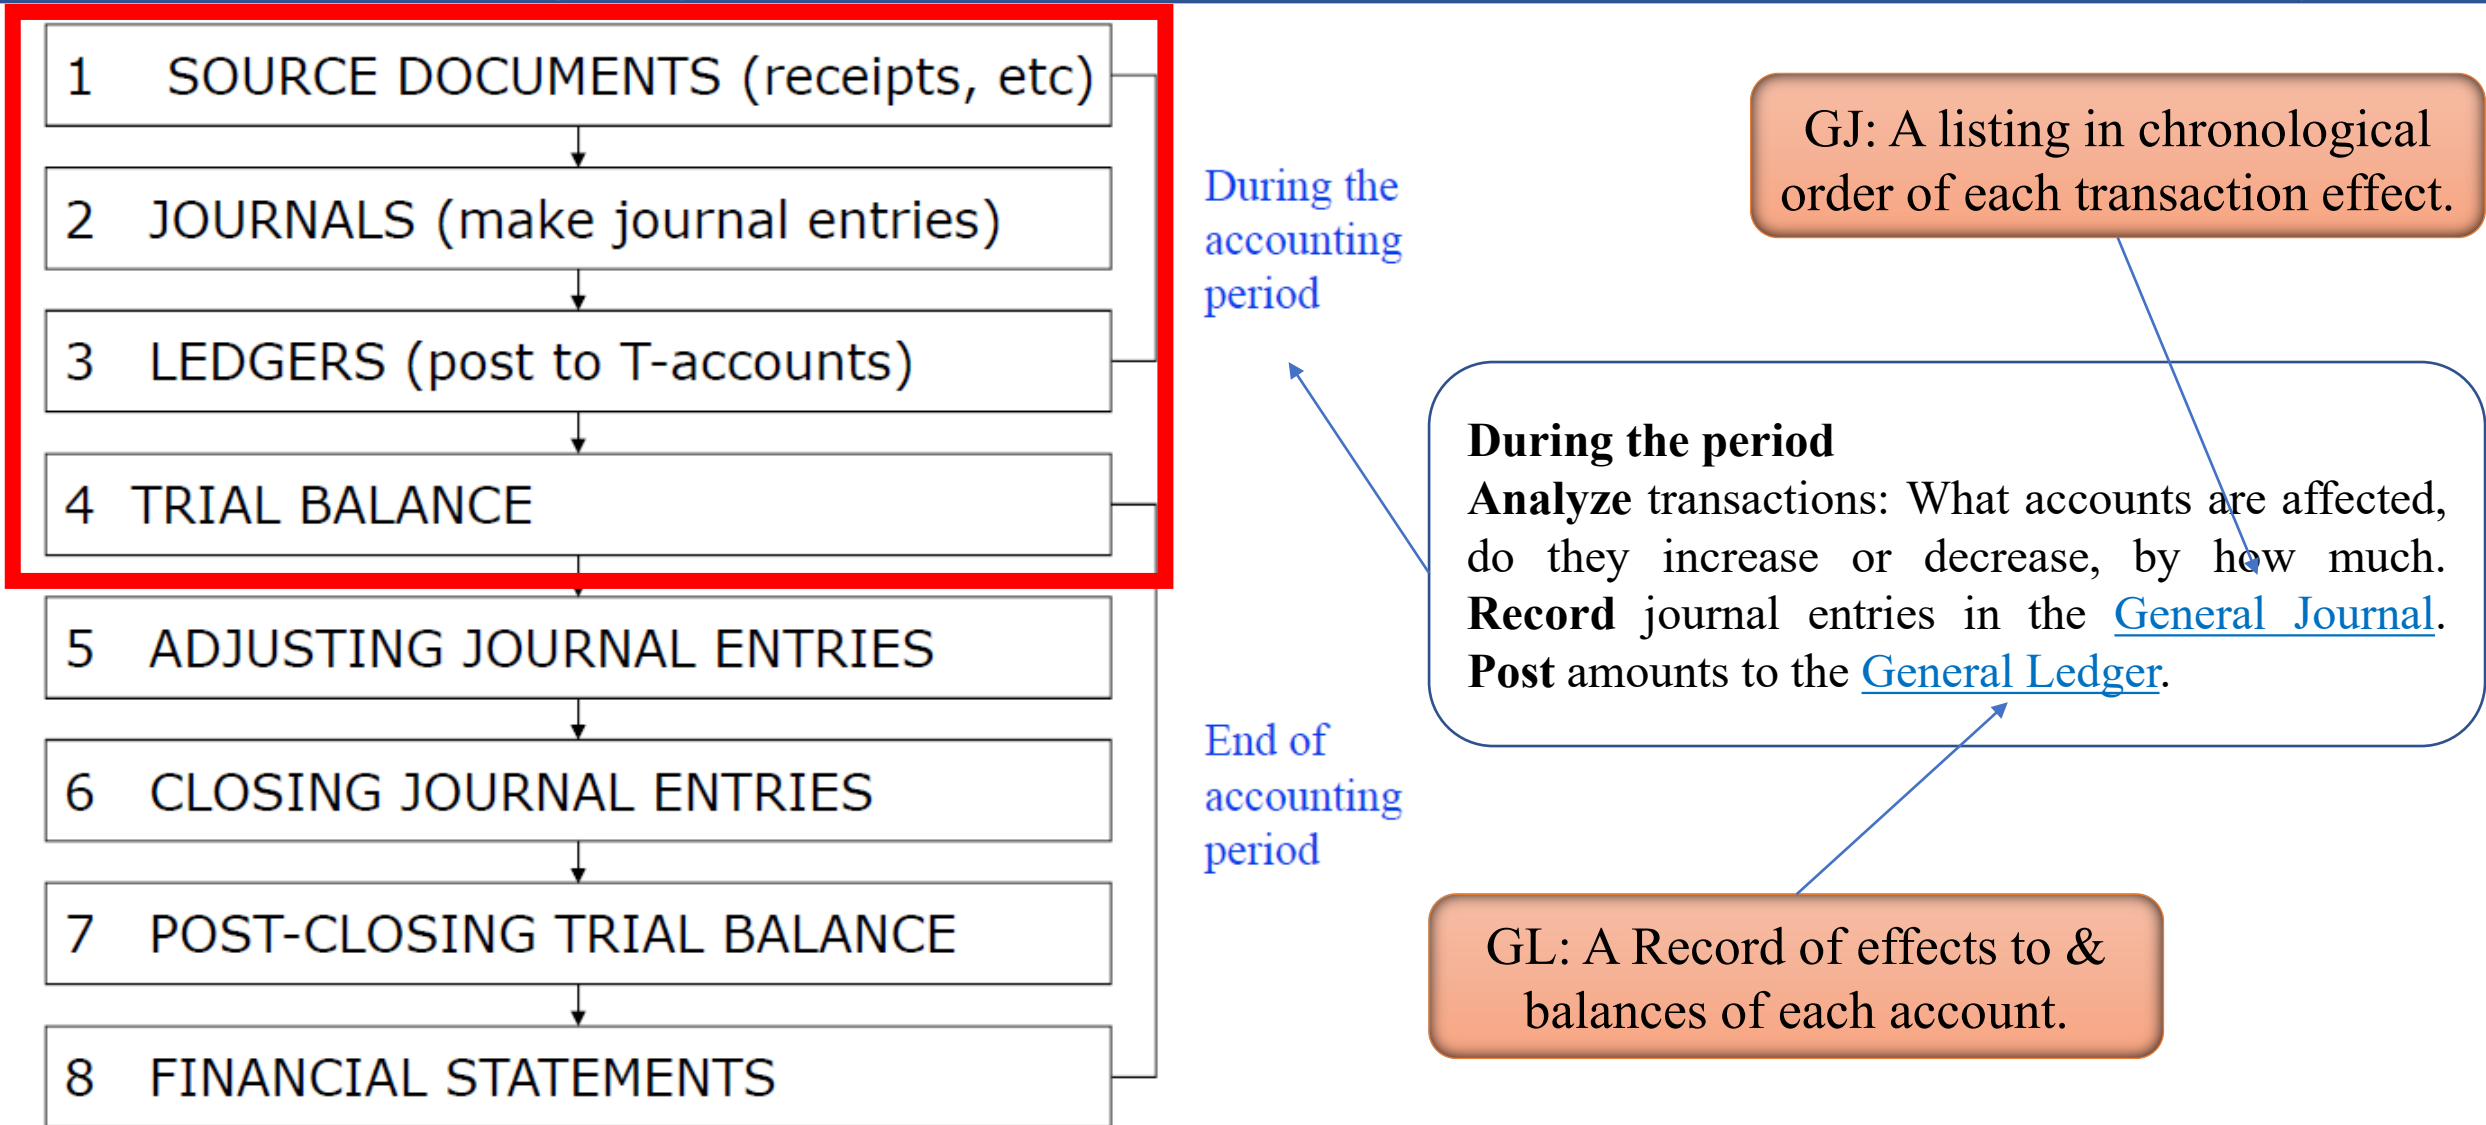 1 SOURCE DOCUMENTS (receipts, etc)
2 JOURNALS (make journal entries)
3 LEDGERS (post to T-accounts)
4 TRIAL BALANCE
5 ADJUSTING JOURNAL ENTRIES
6 CLOSING JOURNAL ENTRIES
7 POST-CLOSING TRIAL BALANCE
8 FINANCIAL STATEMENTS
During the
accounting
period
End of
accounting
period
GJ: A listing in chronological
order of each transaction effect.
During the period
Analyze transactions: What accounts are affected,
do they increase or decrease, by how much.
Record journal entries in the General Journal.
Post amounts to the General Ledger.
GL: A Record of effects to &
balances of each account.